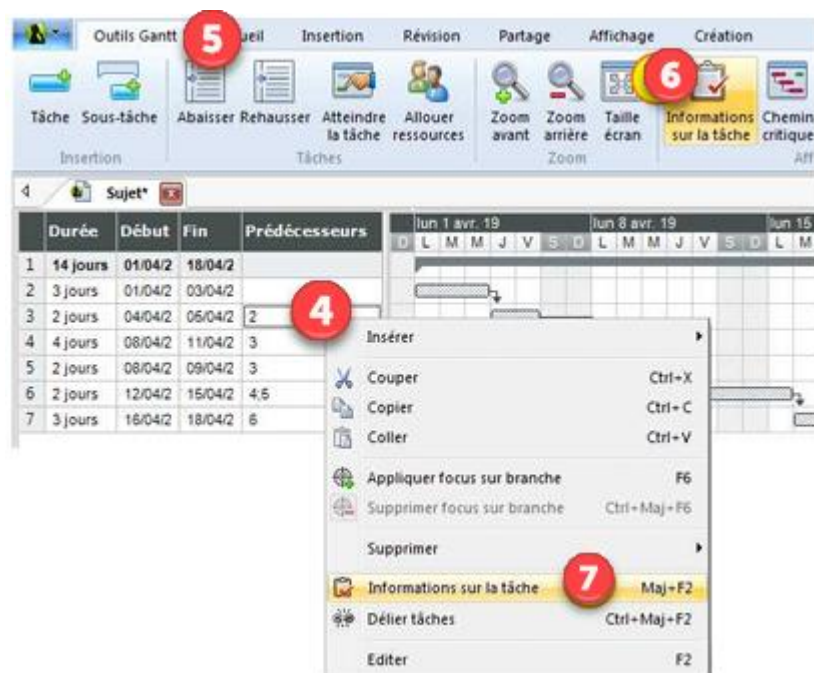 Outils Gantt 5 ueil Insertion Révision Partage Affichage Création
6
Tâche Sous-tâche Abaisser Rehausser Atteindre la tâche Allouer ressources Zoom avant Zoom arrière Taille écran Informations sur la tâche Chemin critique
Insertion Tâches Zoom Aff
Sujet*
Durée Début Fin Prédécesseurs lun 1 avr. 19 lun 8 avr. 19 lun 15
D L M M J V S D L M M J V S D L M
1 14 jours 01/04/2 18/04/2
2 3 jours 01/04/2 03/04/2
3 2 jours 04/04/2 05/04/2 2 4
4 4 jours 08/04/2 11/04/2 3
5 2 jours 08/04/2 09/04/2 3
6 2 jours 12/04/2 15/04/2 4;5
7 3 jours 16/04/2 18/04/2 6
Insérer
Couper Ctrl+X
Copier Ctrl+C
Coller Ctrl+V
Appliquer focus sur branche F6
Supprimer focus sur branche Ctrl+Maj+F6
Supprimer
Informations sur la tâche 7 Maj+F2
Délier tâches Ctrl+Maj+F2
Editer F2